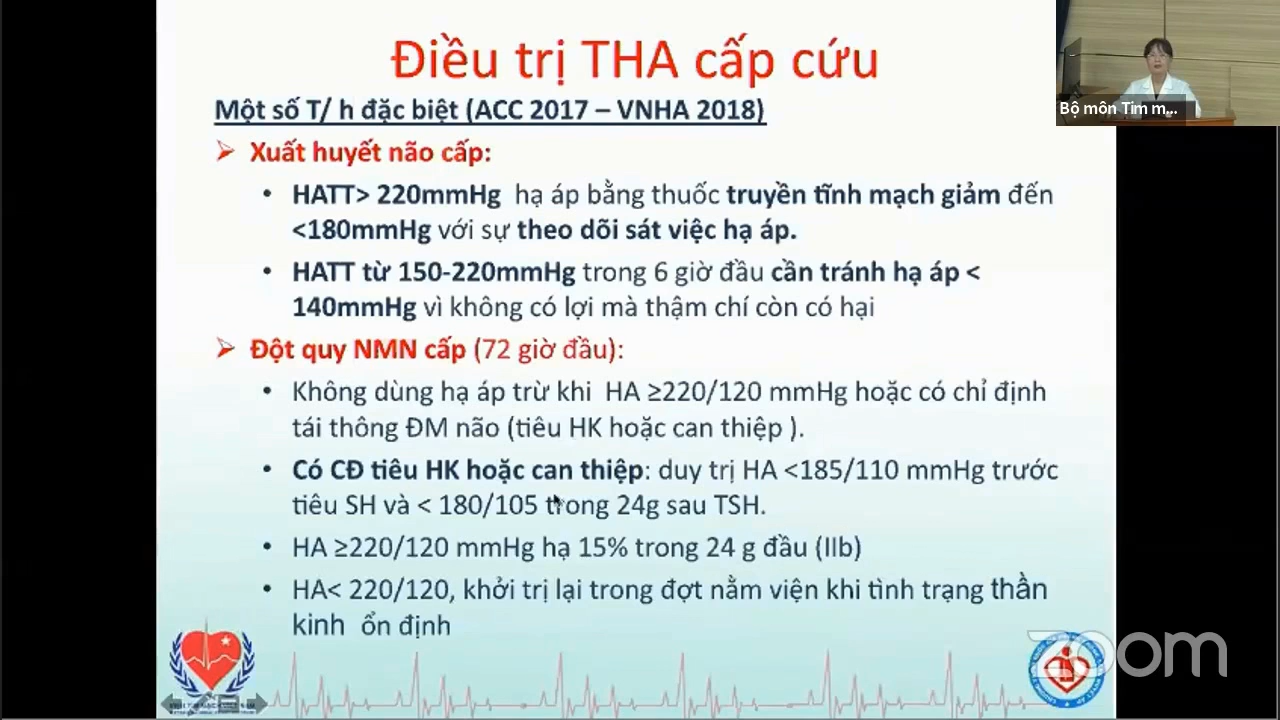 Điều trị THA cấp cứu
Một số T/ h đặc biệt (ACC 2017 – VNHA 2018)
Xuất huyết não cấp:
HATT> 220mmHg hạ áp bằng thuốc truyền tĩnh mạch giảm đến
<180mmHg với sự theo dõi sát việc hạ áp.
HATT từ 150-220mmHg trong 6 giờ đầu cần tránh hạ áp <
140mmHg vì không có lợi mà thậm chí còn có hại
Đột quy NMN cấp (72 giờ đầu):
Không dùng hạ áp trừ khi HA ≥220/120 mmHg hoặc có chỉ định
tái thông ĐM não (tiêu HK hoặc can thiệp ).
Có CĐ tiêu HK hoặc can thiệp: duy trị HA <185/110 mmHg trước
tiêu SH và < 180/105 trong 24g sau TSH.
HA ≥220/120 mmHg hạ 15% trong 24 g đầu (IIb)
HA< 220/120, khởi trị lại trong đợt nằm viện khi tình trạng thần
kinh ổn định
Bộ môn Tim m...
zoom